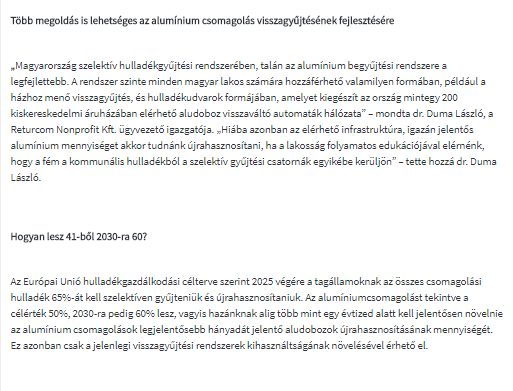 Több megoldás is lehetséges az alumínium csomagolás visszagyűjtésének fejlesztésére
„Magyarország szelektív hulladékgyűjtési rendszerében, talán az alumínium begyűjtési rendszere a
legfejlettebb. A rendszer szinte minden magyar lakos számára hozzáférhető valamilyen formában, például a
házhoz menő visszagyűjtés, és hulladékudvarok formájában, amelyet kiegészít az ország mintegy 200
kiskereskedelmi áruházában elérhető aludoboz visszaváltó automaták hálózata” – mondta dr. Duma László, a
Returcom Nonprofit Kft. ügyvezető igazgatója. „Hiába azonban az elérhető infrastruktúra, igazán jelentős
alumínium mennyiséget akkor tudnánk újrahasznosítani, ha a lakosság folyamatos edukációjával elérnénk,
hogy a fém a kommunális hulladékból a szelektív gyűjtési csatornák egyikébe kerüljön” – tette hozzá dr. Duma
László.
Hogyan lesz 41-ből 2030-ra 60?
Az Európai Unió hulladékgazdálkodási célterve szerint 2025 végére a tagállamoknak az összes csomagolási
hulladék 65%-át kell szelektíven gyűjteniük és újrahasznosítaniuk. Az alumíniumcsomagolást tekintve a
célérték 50%, 2030-ra pedig 60% lesz, vagyis hazánknak alig több mint egy évtized alatt kell jelentősen növelnie
az alumínium csomagolások legjelentősebb hányadát jelentő aludobozok újrahasznosításának mennyiségét.
Ez azonban csak a jelenlegi visszagyűjtési rendszerek kihasználtságának növelésével érhető el.